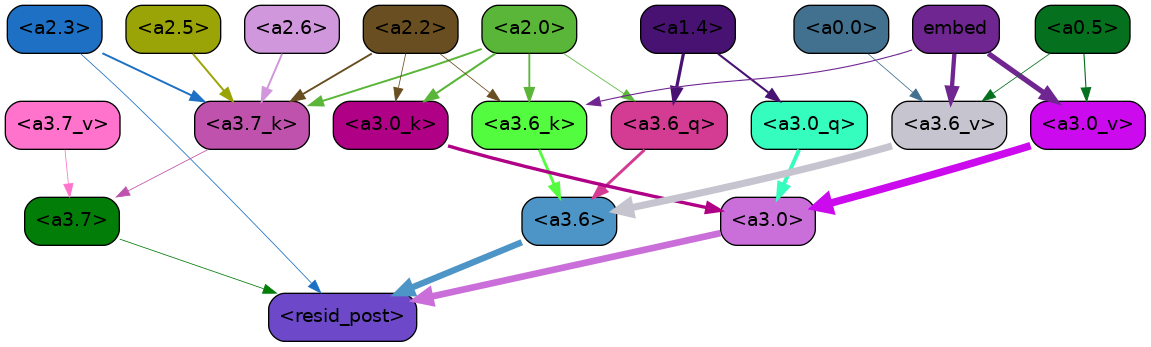 <a2.3> <a2.5> <a2.6> <a2.2> <a2.0> <a1.4> <a0.0> embed <a0.5>
<a3.7_v> <a3.7_k> <a3.0_k> <a3.6_k> <a3.6_q> <a3.0_q> <a3.6_v> <a3.0_v>
<a3.7> <a3.6> <a3.0>
<resid_post>